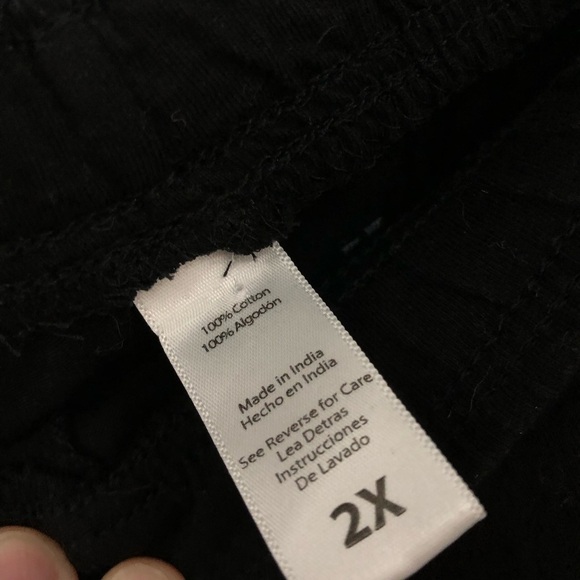 100% Cotton
100% Algodón
Made in India
Hecho en India
See Reverse for Care
Lea Detras
Instrucciones
De Lavado
2X